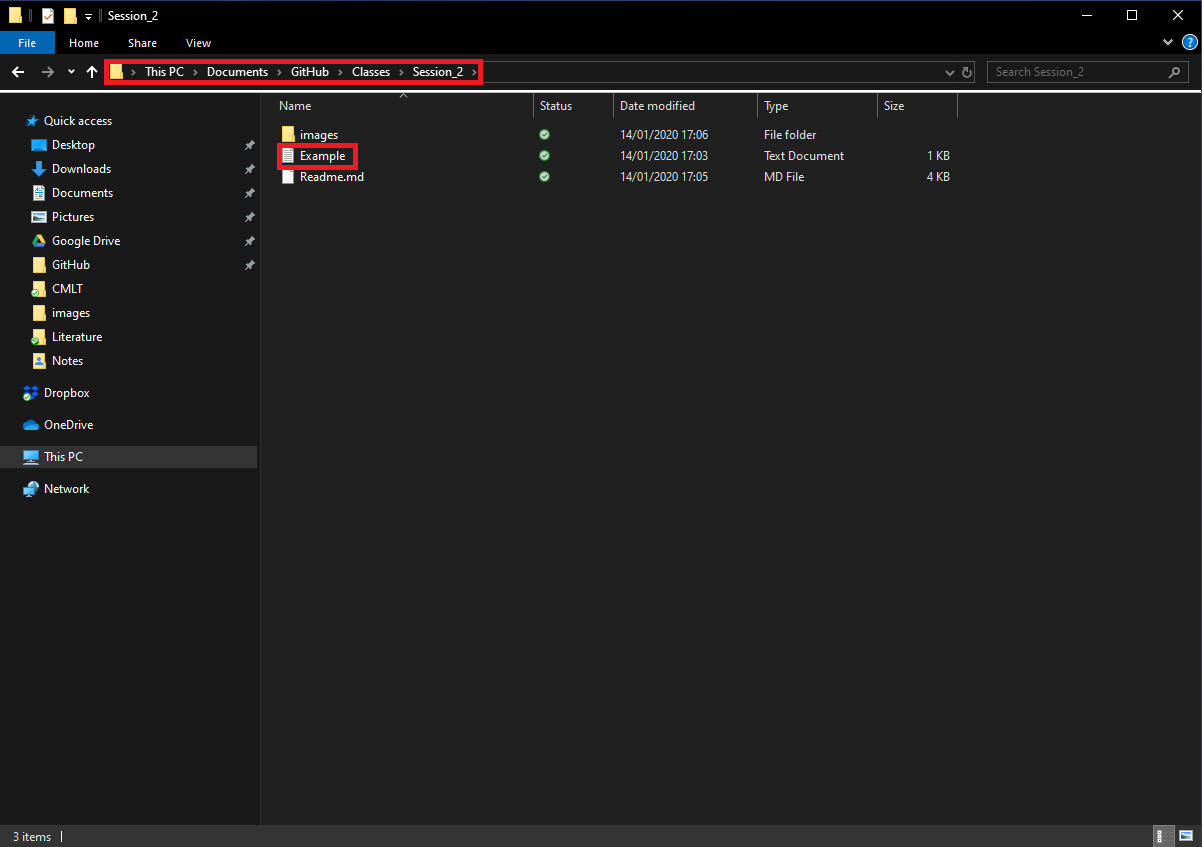 Session_2
File Home Share View
This PC Documents GitHub Classes Session_2 Search Session_2
Name Status Date modified Type Size
Quick access
Desktop
Downloads
Documents
Pictures
Google Drive
GitHub
CMLT
images
Literature
Notes
Dropbox
OneDrive
This PC
Network
images 14/01/2020 17:06 File folder
Example 14/01/2020 17:03 Text Document 1 KB
Readme.md 14/01/2020 17:05 MD File 4 KB
3 items